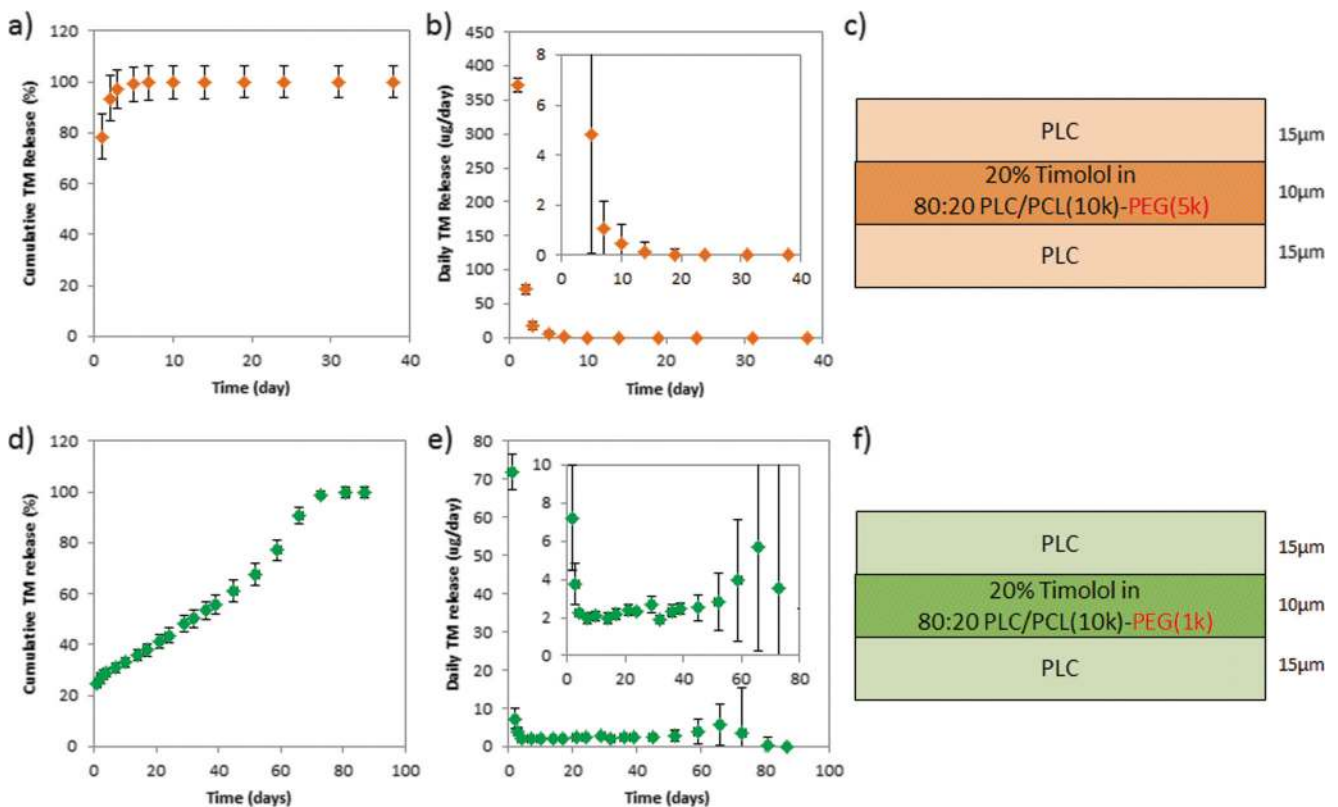 a)
120
100
80
60
40
20
0
Cumulative TM Release (%)
0 10 20 30 40
Time (day)
b)
450
400
350
300
250
200
150
100
50
0
Daily TM Release (ug/day)
8
6
4
2
0
0 10 20 30 40
0 10 20 30 40
Time (day)
c)
PLC
15µm
20% Timolol in
80:20 PLC/PCL(10k)-PEG(5k)
10µm
PLC
15µm
d)
120
100
80
60
40
20
0
Cumulative TM release (%)
0 20 40 60 80 100
Time (days)
e)
80
70
60
50
40
30
20
10
0
Daily TM release (ug/day)
10
8
6
4
2
0
0 20 40 60 80
0 20 40 60 80 100
Time (days)
f)
PLC
15µm
20% Timolol in
80:20 PLC/PCL(10k)-PEG(1k)
10µm
PLC
15µm